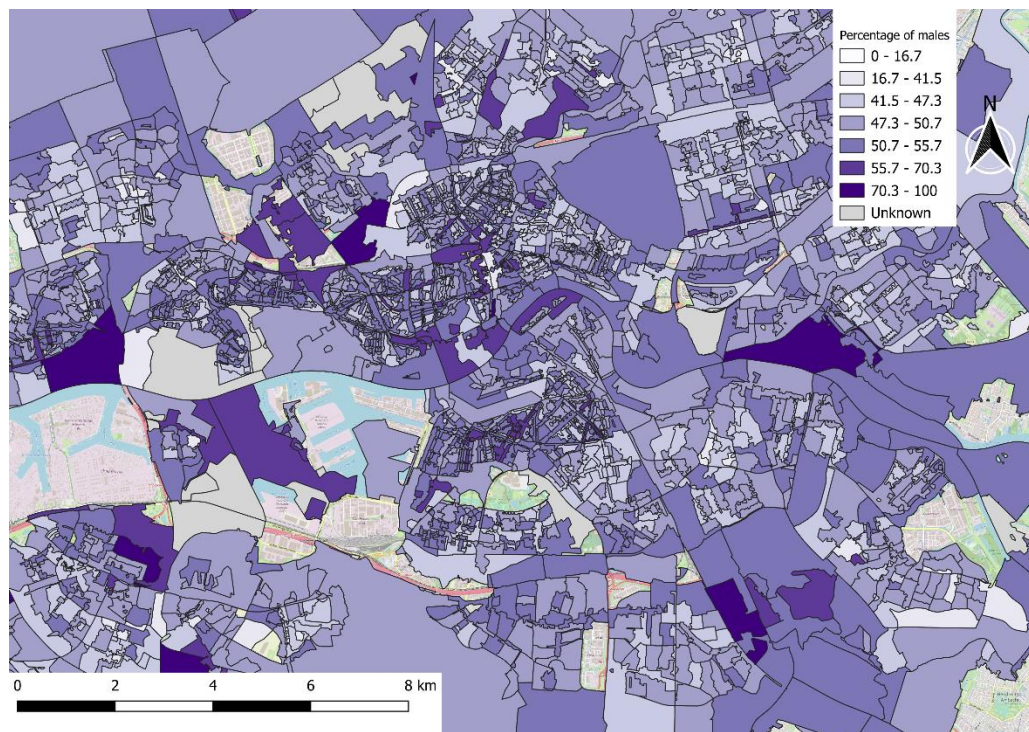 Percentage of males
0 - 16.7
16.7 - 41.5
41.5 - 47.3
47.3 - 50.7
50.7 - 55.7
55.7 - 70.3
70.3 - 100
Unknown
N
0 2 4 6 8 km